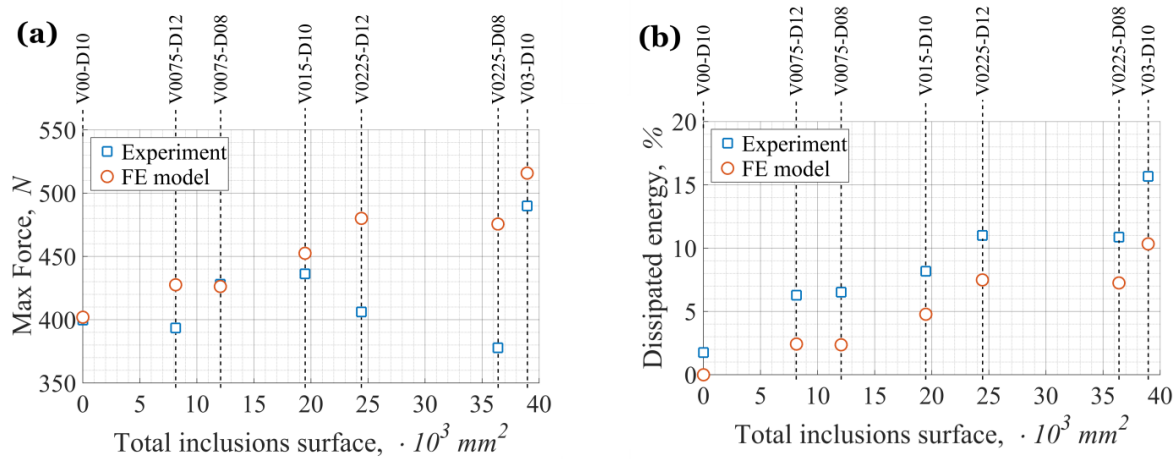 (a)
V00-D10
V0075-D12
V0075-D08
V015-D10
V0225-D12
V0225-D08
V03-D10
550
500
450
400
350
Max Force, N
Experiment
FE model
0 5 10 15 20 25 30 35 40
Total inclusions surface, · 10³ mm²
(b)
V00-D10
V0075-D12
V0075-D08
V015-D10
V0225-D12
V0225-D08
V03-D10
20
15
10
5
0
Dissipated energy, %
Experiment
FE model
0 5 10 15 20 25 30 35 40
Total inclusions surface, · 10³ mm²